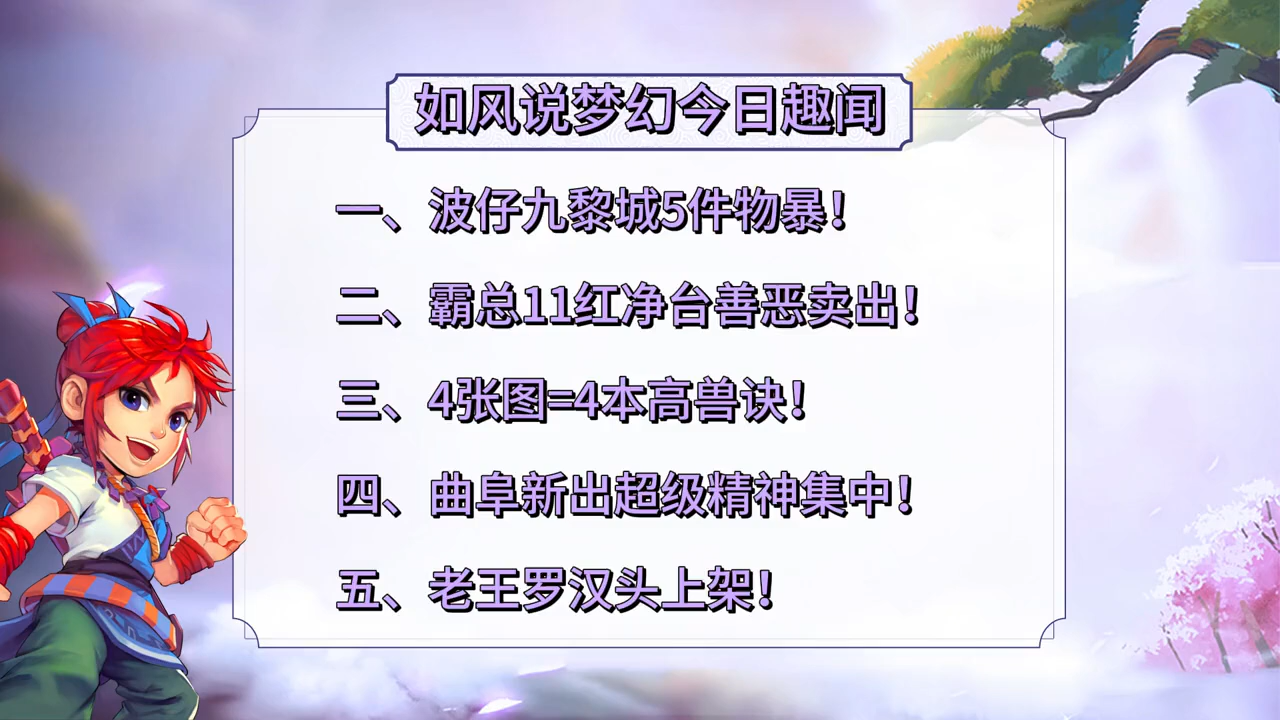 如风说梦幻今日趣闻
一、波仔九黎城5件物暴！
二、霸总11红净台善恶卖出！
三、4张图=4本高兽诀！
四、曲阜新出超级精神集中！
五、老王罗汉头上架！